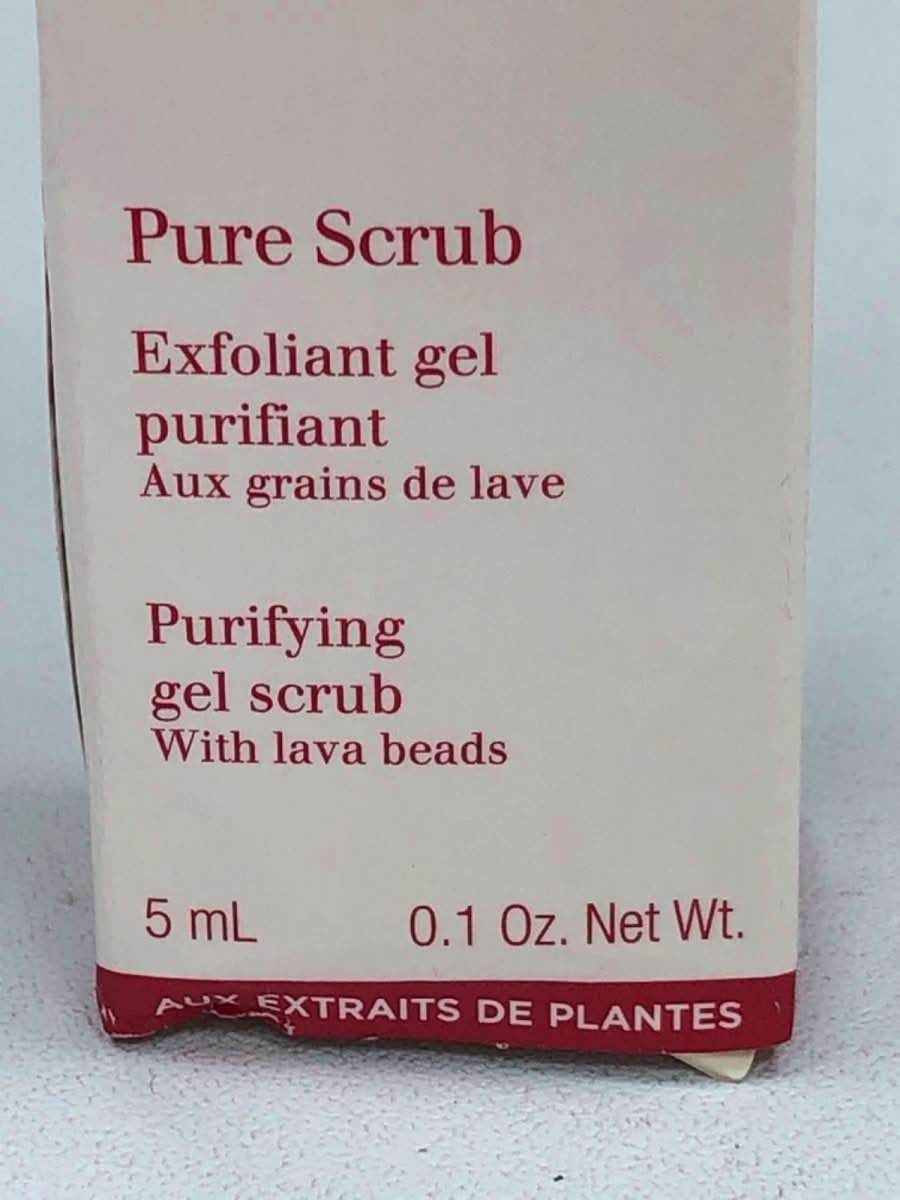 Pure Scrub
Exfoliant gel
purifiant
Aux grains de lave
Purifying
gel scrub
With lava beads
5 mL 0.1 Oz. Net Wt.
AUX EXTRAITS DE PLANTES